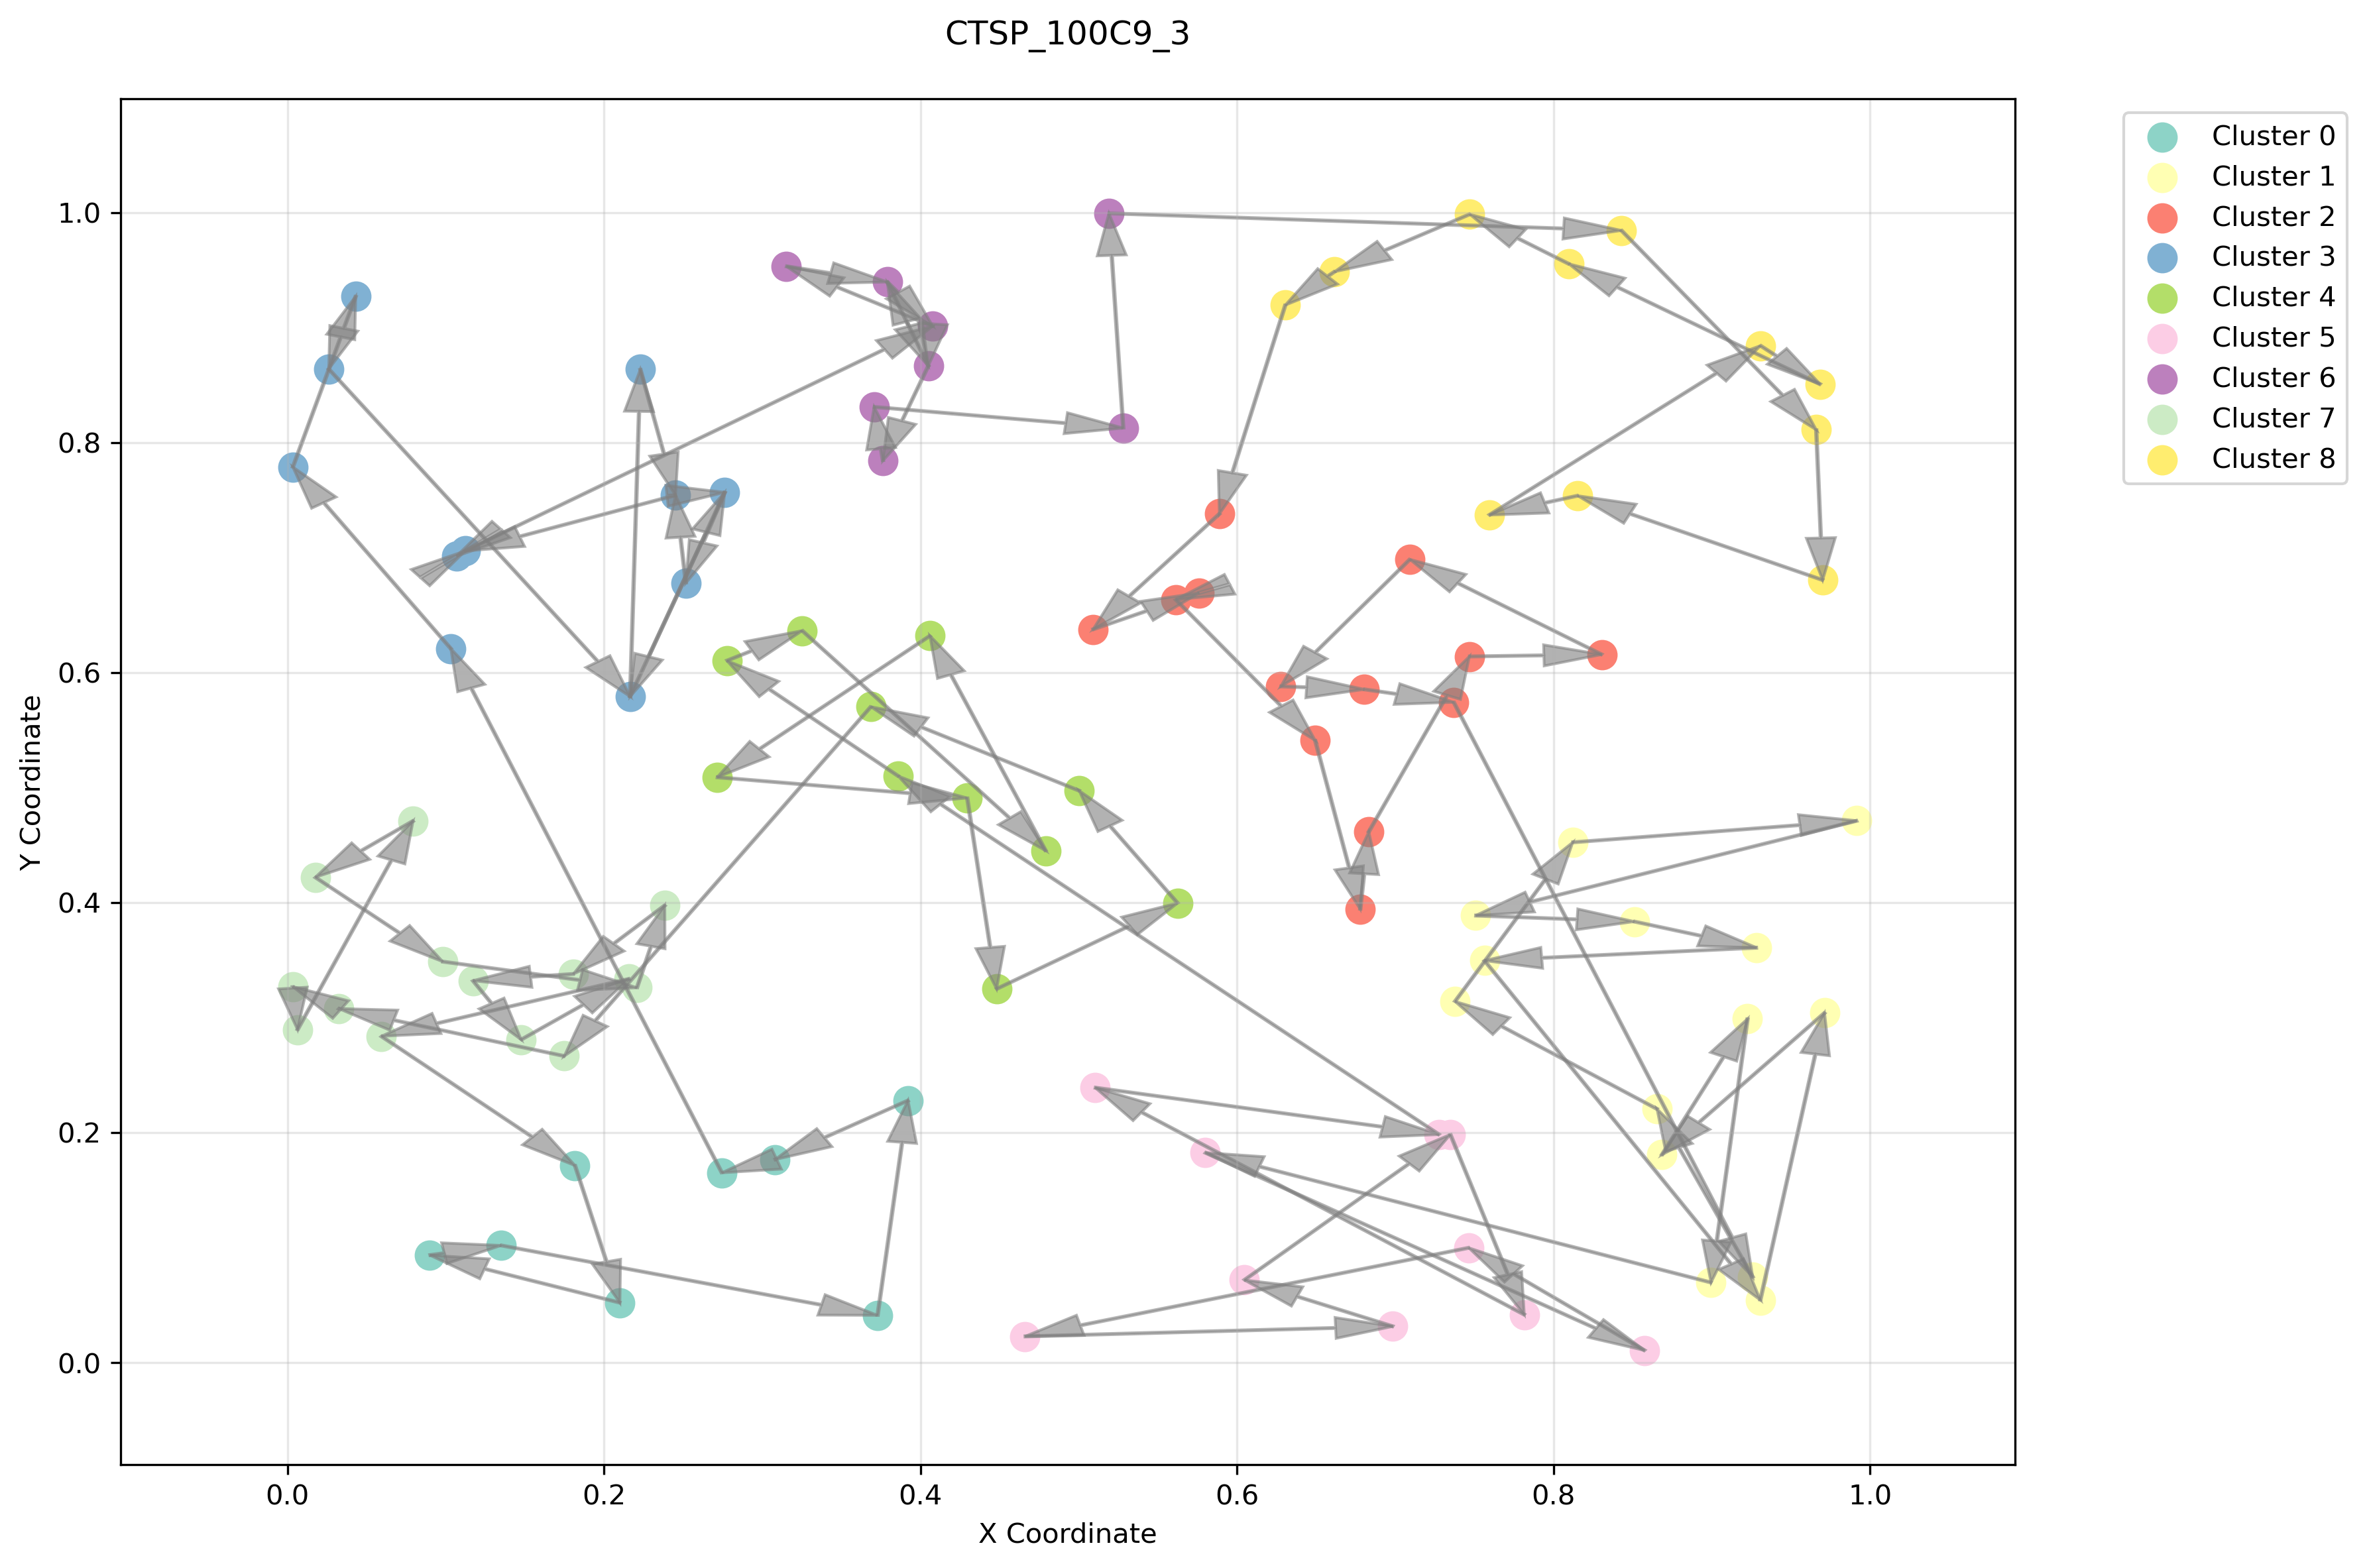 CTSP_100C9_3
Cluster 0
Cluster 1
Cluster 2
Cluster 3
Cluster 4
Cluster 5
Cluster 6
Cluster 7
Cluster 8
1.0
0.8
0.6
0.4
0.2
0.0
Y Coordinate
0.0 0.2 0.4 0.6 0.8 1.0
X Coordinate